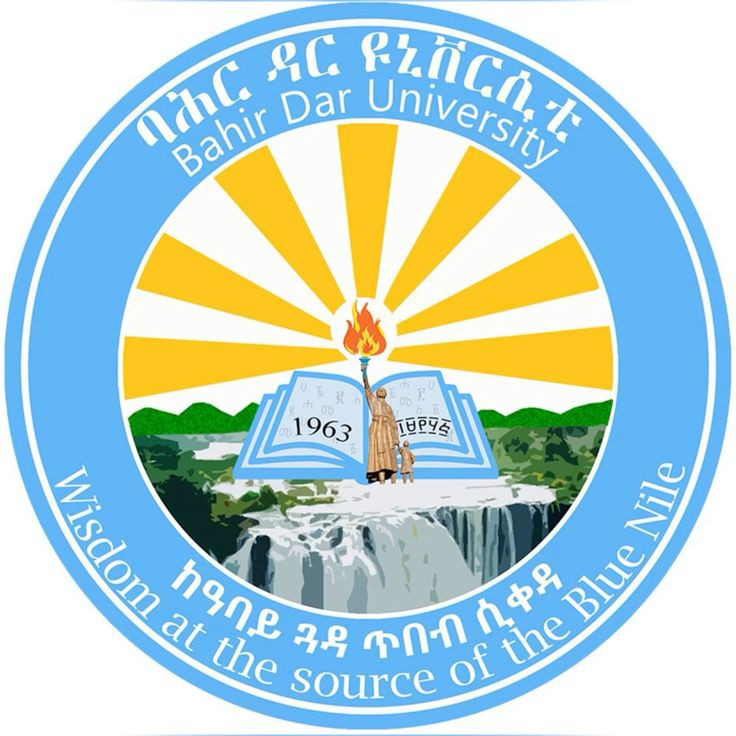 ባሕር ዳር ዩኒቨርሲቲ
Bahir Dar University
1963
ከዓባይ ጓዳ ጥበብ ሲቀዳ
Wisdom at the source of the Blue Nile